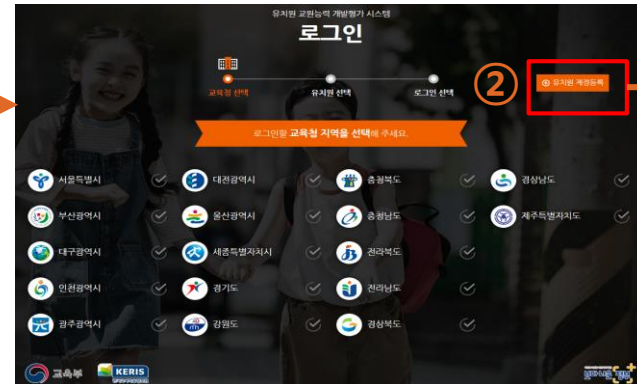 유치원 교원능력 개발평가 시스템
로그인
교육청 선택
유치원 선택
로그인 선택
②
유치원 계정등록
로그인할 교육청 지역을 선택해 주세요.
서울특별시
대전광역시
충청북도
경상남도
부산광역시
울산광역시
충청남도
제주특별자치도
대구광역시
세종특별자치시
전라북도
인천광역시
경기도
전라남도
광주광역시
강원도
경상북도
교육부
KERIS